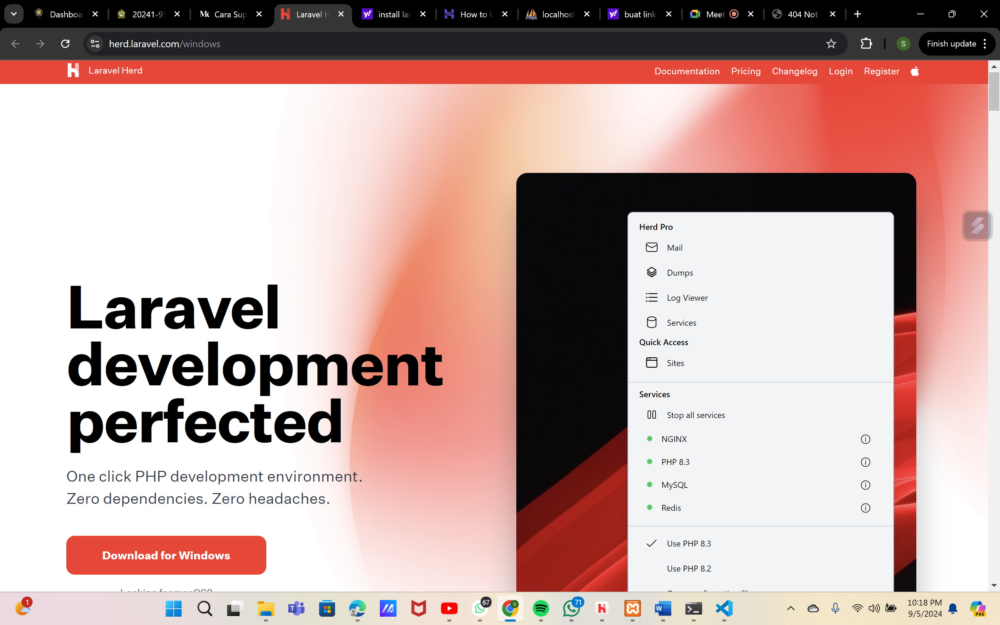 Dashboa
20241-9
Cara Sup
Laravel H
install lar
How to I
localhost
buat link
Meet
404 Not
herd.laravel.com/windows
S
Finish update
Laravel Herd
Documentation
Pricing
Changelog
Login
Register
Herd Pro
Mail
Dumps
Log Viewer
Services
Quick Access
Sites
Laravel
development
perfected
Services
Stop all services
NGINX
PHP 8.3
MySQL
Redis
One click PHP development environment.
Zero dependencies. Zero headaches.
Use PHP 8.3
Use PHP 8.2
Download for Windows
Looking for macOS?
1
67
71
10:18 PM
9/5/2024
PRE